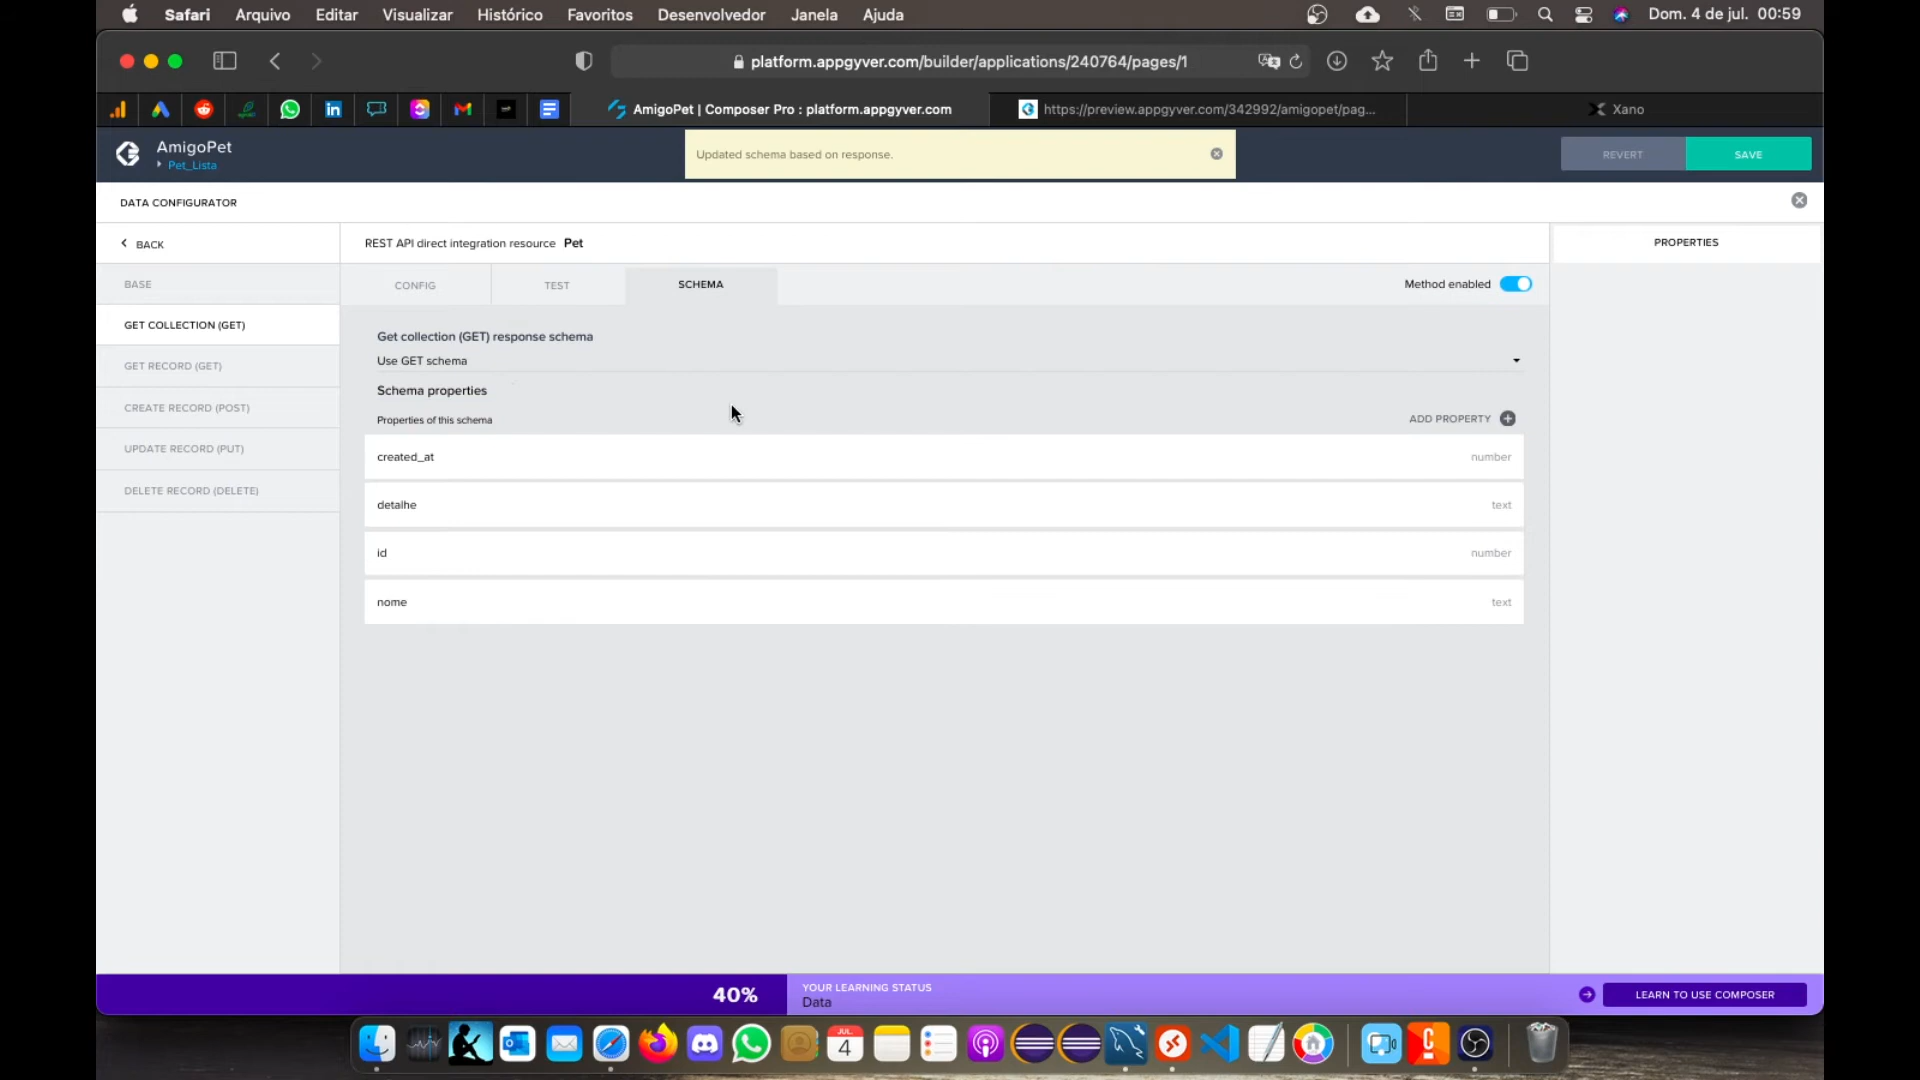 Safari Arquivo Editar Visualizar Histórico Favoritos Desenvolvedor Janela Ajuda Dom. 4 de jul. 00:59
platform.appgyver.com/builder/applications/240764/pages/1
AmigoPet | Composer Pro : platform.appgyver.com https://preview.appgyver.com/342992/amigopet/pag... Xano
AmigoPet
Pet_Lista
Updated schema based on response.
REVERT SAVE
DATA CONFIGURATOR
BACK
REST API direct integration resource Pet
PROPERTIES
BASE
CONFIG TEST SCHEMA Method enabled
GET COLLECTION (GET)
GET RECORD (GET)
CREATE RECORD (POST)
UPDATE RECORD (PUT)
DELETE RECORD (DELETE)
Get collection (GET) response schema
Use GET schema
Schema properties
Properties of this schema ADD PROPERTY
created_at number
detalhe text
id number
nome text
40% YOUR LEARNING STATUS
Data
LEARN TO USE COMPOSER
JUL.
4